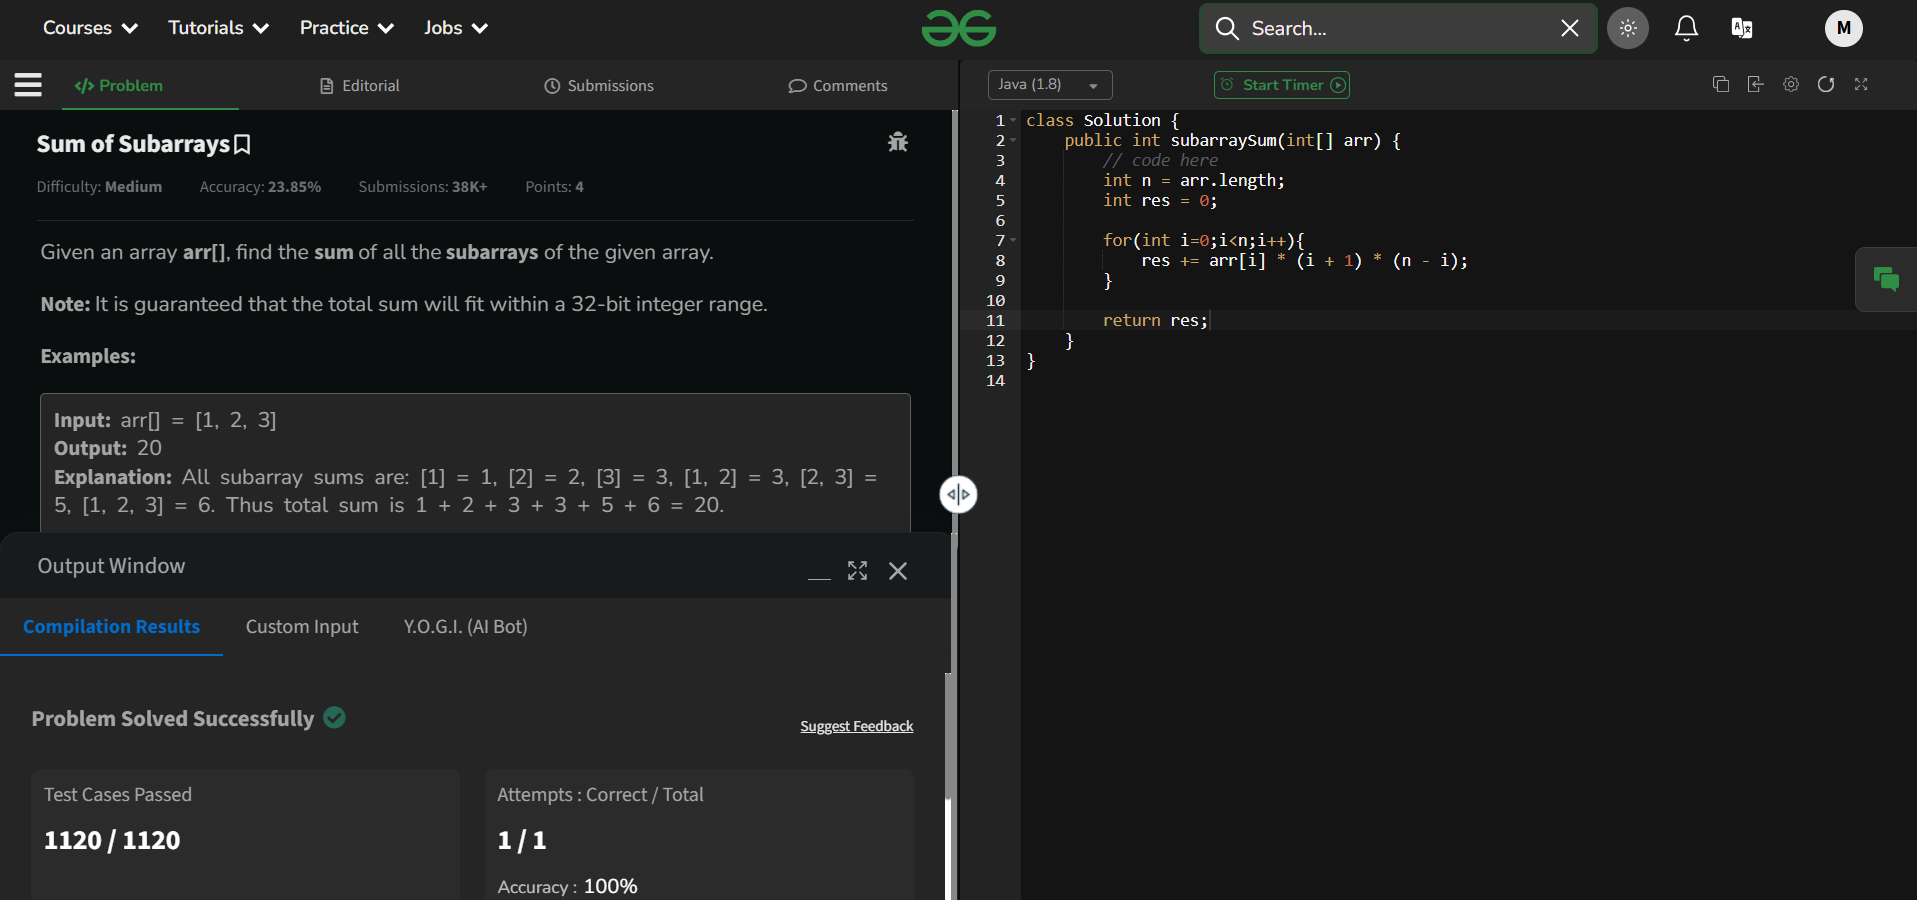 Courses Tutorials Practice Jobs Search... M
Problem Editorial Submissions Comments
Java (1.8) Start Timer
Sum of Subarrays
Difficulty: Medium Accuracy: 23.85% Submissions: 38K+ Points: 4
Given an array arr[], find the sum of all the subarrays of the given array.
Note: It is guaranteed that the total sum will fit within a 32-bit integer range.
Examples:
Input: arr[] = [1, 2, 3]
Output: 20
Explanation: All subarray sums are: [1] = 1, [2] = 2, [3] = 3, [1, 2] = 3, [2, 3] =
5, [1, 2, 3] = 6. Thus total sum is 1 + 2 + 3 + 3 + 5 + 6 = 20.
Output Window
Compilation Results Custom Input Y.O.G.I. (AI Bot)
Problem Solved Successfully
Suggest Feedback
Test Cases Passed
1120 / 1120
Attempts : Correct / Total
1 / 1
Accuracy : 100%
1 class Solution {
2     public int subarraySum(int[] arr) {
3         // code here
4         int n = arr.length;
5         int res = 0;
6
7         for(int i=0;i<n;i++){
8             res += arr[i] * (i + 1) * (n - i);
9         }
10
11         return res;
12     }
13 }
14